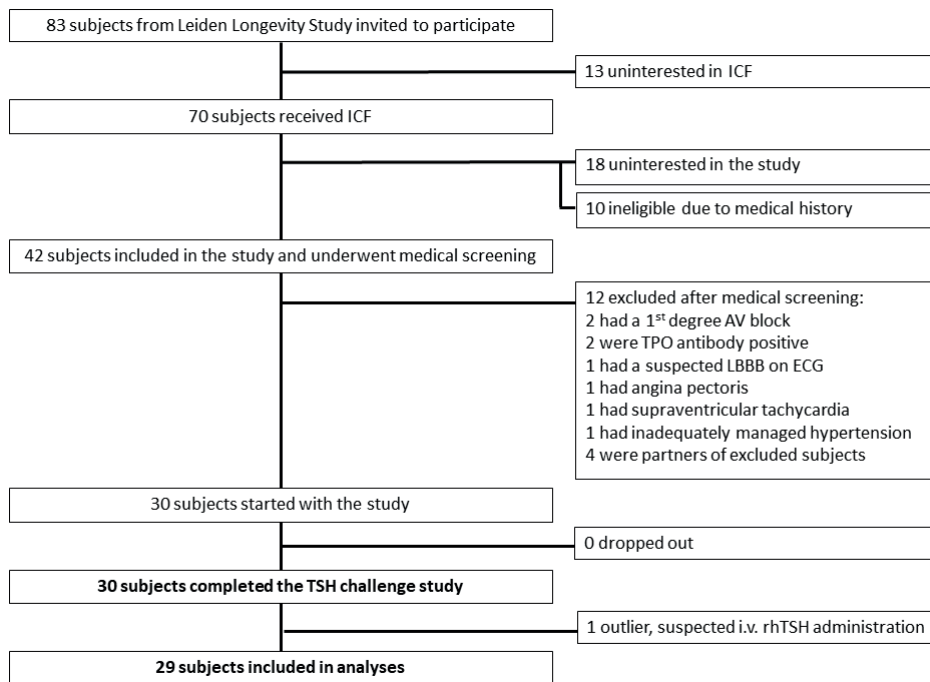 83 subjects from Leiden Longevity Study invited to participate
13 uninterested in ICF
70 subjects received ICF
18 uninterested in the study
10 ineligible due to medical history
42 subjects included in the study and underwent medical screening
12 excluded after medical screening:
2 had a 1st degree AV block
2 were TPO antibody positive
1 had a suspected LBBB on ECG
1 had angina pectoris
1 had supraventricular tachycardia
1 had inadequately managed hypertension
4 were partners of excluded subjects
30 subjects started with the study
0 dropped out
30 subjects completed the TSH challenge study
1 outlier, suspected i.v. rhTSH administration
29 subjects included in analyses